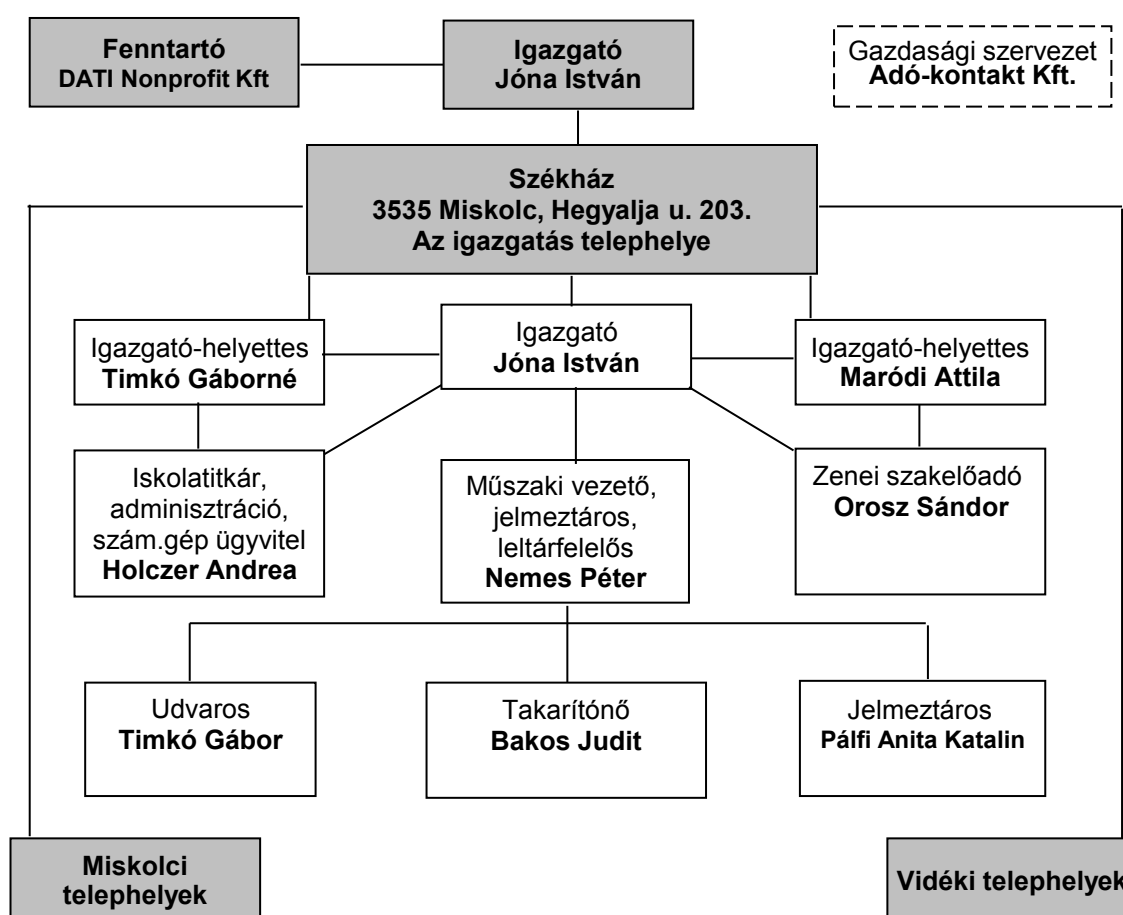 Fenntartó
DATI Nonprofit Kft
Igazgató
Jóna István
Gazdasági szervezet
Adó-kontakt Kft.
Székház
3535 Miskolc, Hegyalja u. 203.
Az igazgatás telephelye
Igazgató-helyettes
Timkó Gáborné
Igazgató
Jóna István
Igazgató-helyettes
Maródi Attila
Iskolatitkár,
adminisztráció,
szám.gép ügyvitel
Holczer Andrea
Műszaki vezető,
jelmeztáros,
leltárfelelős
Nemes Péter
Zenei szakelőadó
Orosz Sándor
Udvaros
Timkó Gábor
Takarítónő
Bakos Judit
Jelmeztáros
Pálfi Anita Katalin
Miskolci
telephelyek
Vidéki telephelyek